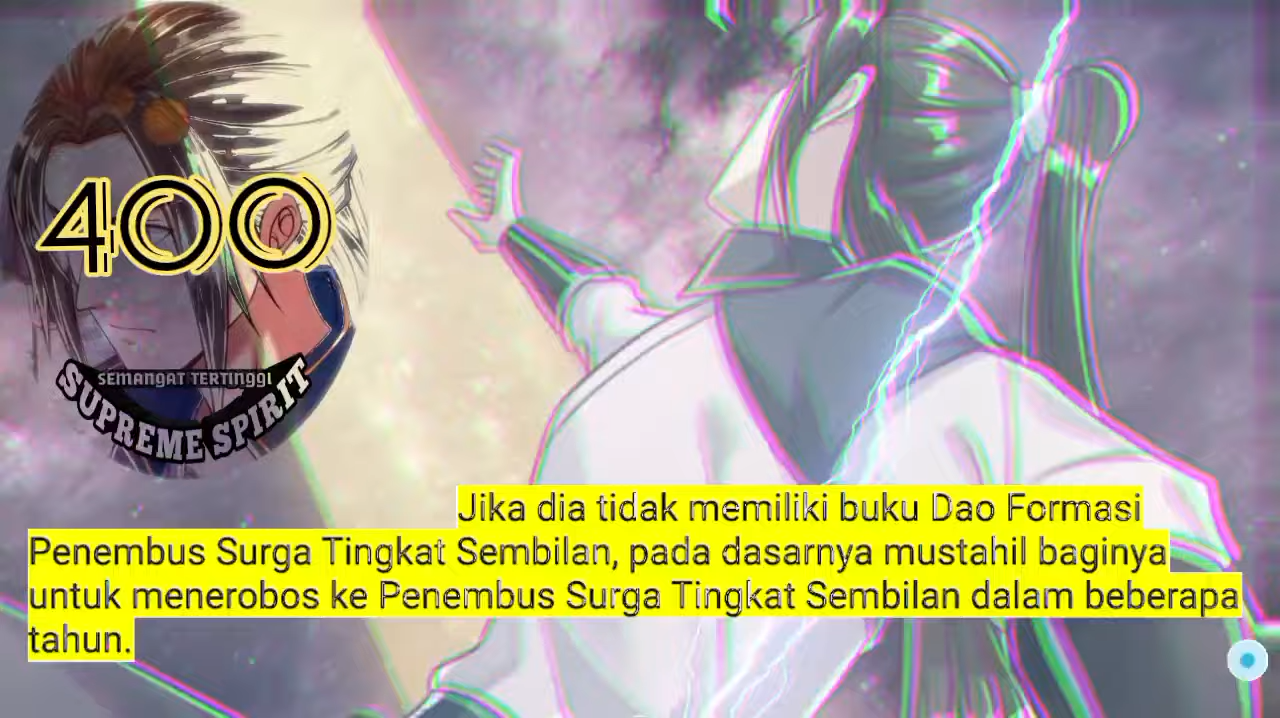 400
SEMANGAT TERTINGGI
SUPREME SPIRIT
Jika dia tidak memiliki buku Dao Formasi
Penembus Surga Tingkat Sembilan, pada dasarnya mustahil baginya
untuk menerobos ke Penembus Surga Tingkat Sembilan dalam beberapa
tahun.